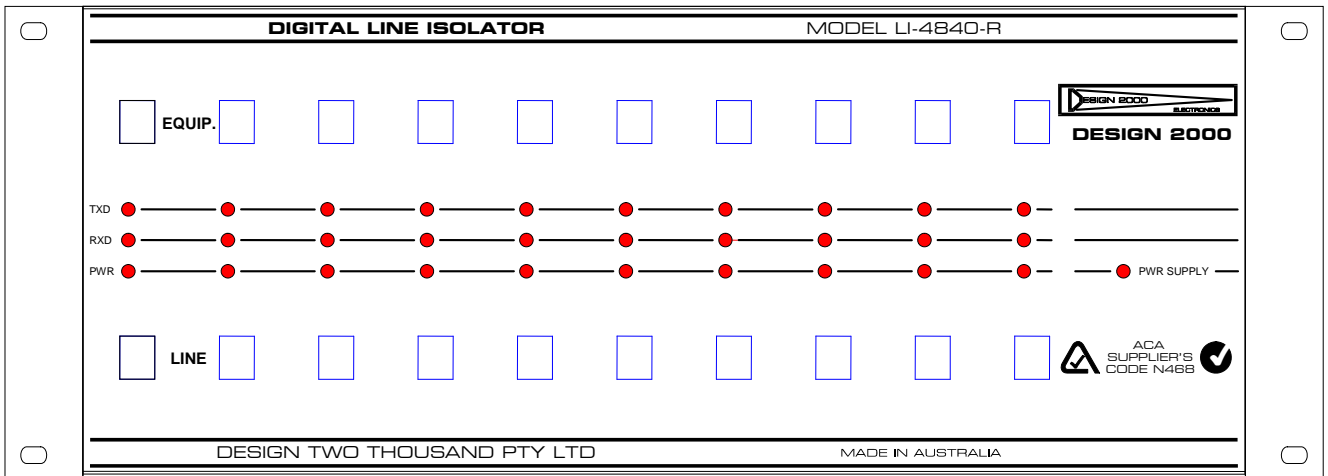 DIGITAL LINE ISOLATOR MODEL LI-4840-R
EQUIP.
DESIGN 2000
ELECTRONICS
DESIGN 2000
TXD
RXD
PWR PWR SUPPLY
LINE
ACA
SUPPLIER'S
CODE N468
DESIGN TWO THOUSAND PTY LTD MADE IN AUSTRALIA